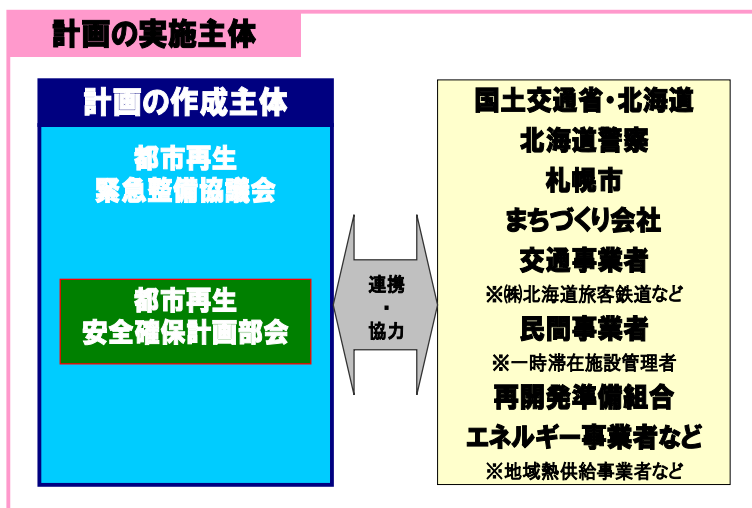 計画の実施主体
計画の作成主体
都市再生
緊急整備協議会
都市再生
安全確保計画部会
連携
・
協力
国土交通省・北海道
北海道警察
札幌市
まちづくり会社
交通事業者
※㈱北海道旅客鉄道など
民間事業者
※一時滞在施設管理者
再開発準備組合
エネルギー事業者など
※地域熱供給事業者など